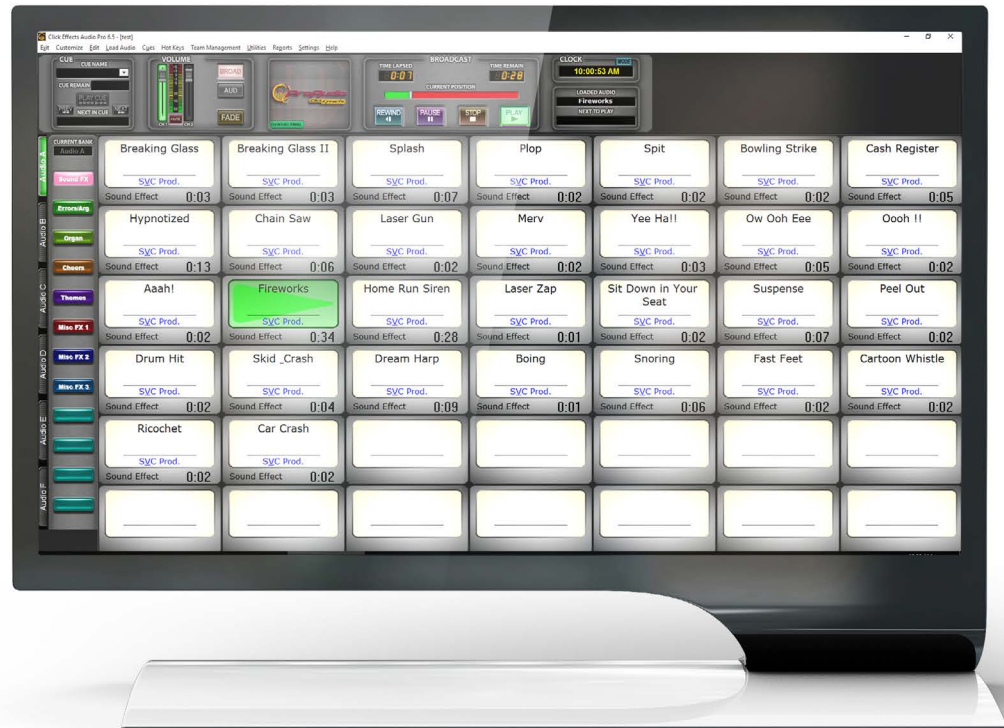 Click Effects Audio Pro 6.5 - [test]
Exit Customize Edit Load Audio Cues Hot Keys Team Management Utilities Reports Settings Help
CUE
CUE NAME
CUE REMAIN
PLAY CUE
PREV NEXT IN CUE NEXT
VOLUME
CH 1 FADE CH 2
BROAD
AUD
FADE
BROADCAST
TIME LAPSED TIME REMAIN
0:07 0:28
CURRENT POSITION
REWIND PAUSE STOP PLAY
CLOCK MODE
10:00:53 AM
LOADED AUDIO
Fireworks
NEXT TO PLAY
CURRENT BANK
Audio A
Audio A
Audio B
Audio C
Audio D
Audio E
Audio F
Sound FX
Errors/Arg
Organ
Cheers
Themes
Misc FX 1
Misc FX 2
Misc FX 3
Breaking Glass Breaking Glass II Splash Plop Spit Bowling Strike Cash Register
SVC Prod. SVC Prod. SVC Prod. SVC Prod. SVC Prod. SVC Prod. SVC Prod.
Sound Effect 0:03 Sound Effect 0:03 Sound Effect 0:07 Sound Effect 0:02 Sound Effect 0:02 Sound Effect 0:02 Sound Effect 0:05
Hypnotized Chain Saw Laser Gun Merv Yee Ha!! Ow Ooh Eee Oooh !!
SVC Prod. SVC Prod. SVC Prod. SVC Prod. SVC Prod. SVC Prod. SVC Prod.
Sound Effect 0:13 Sound Effect 0:06 Sound Effect 0:02 Sound Effect 0:02 Sound Effect 0:03 Sound Effect 0:05 Sound Effect 0:02
Aaah! Fireworks Home Run Siren Laser Zap Sit Down in Your Suspense Peel Out
Seat
SVC Prod. SVC Prod. SVC Prod. SVC Prod. SVC Prod. SVC Prod. SVC Prod.
Sound Effect 0:02 Sound Effect 0:34 Sound Effect 0:28 Sound Effect 0:01 Sound Effect 0:02 Sound Effect 0:07 Sound Effect 0:02
Drum Hit Skid _Crash Dream Harp Boing Snoring Fast Feet Cartoon Whistle
SVC Prod. SVC Prod. SVC Prod. SVC Prod. SVC Prod. SVC Prod. SVC Prod.
Sound Effect 0:02 Sound Effect 0:04 Sound Effect 0:09 Sound Effect 0:01 Sound Effect 0:06 Sound Effect 0:02 Sound Effect 0:02
Ricochet Car Crash
SVC Prod. SVC Prod.
Sound Effect 0:02 Sound Effect 0:02